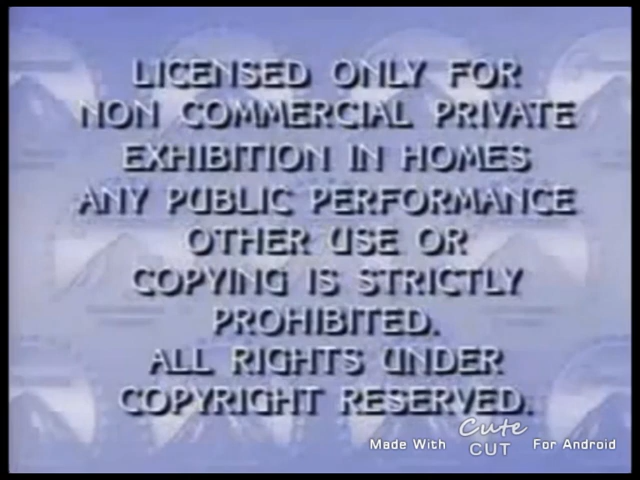 LICENSED ONLY FOR
NON COMMERCIAL PRIVATE
EXHIBITION IN HOMES
ANY PUBLIC PERFORMANCE
OTHER USE OR
COPYING IS STRICTLY
PROHIBITED.
ALL RIGHTS UNDER
COPYRIGHT RESERVED.
Made With Cute CUT For Android